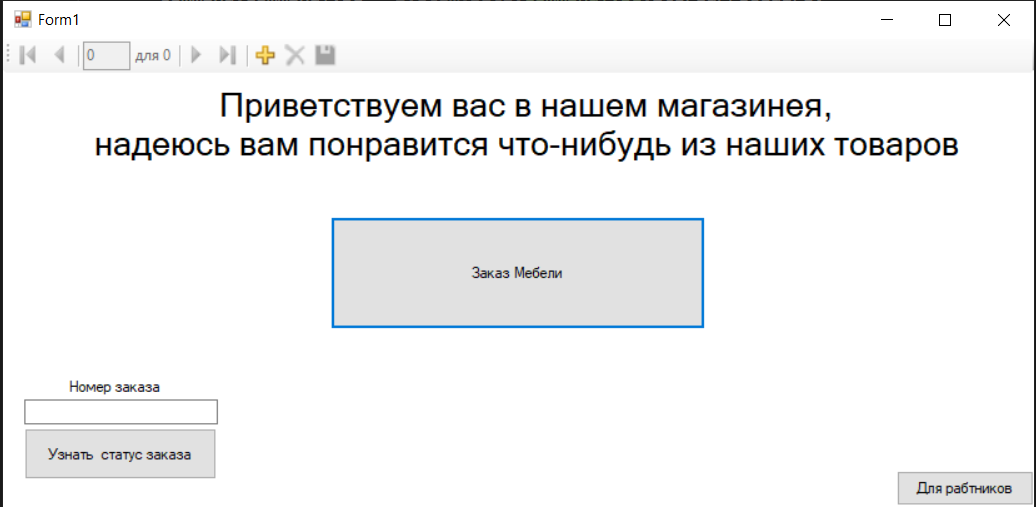 Form1
0 для 0
Приветствуем вас в нашем магазинея,
надеюсь вам понравится что-нибудь из наших товаров
Заказ Мебели
Номер заказа
Узнать статус заказа
Для рабтников